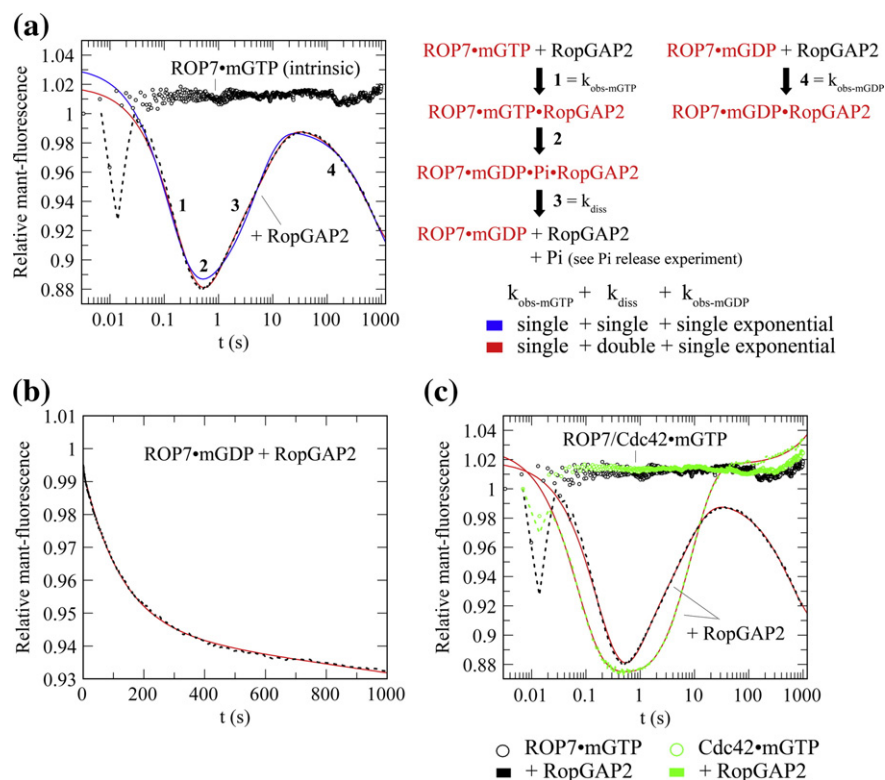 (a)
1.04
1.02
1
0.98
0.96
0.94
0.92
0.9
0.88
Relative mant-fluorescence
ROP7•mGTP (intrinsic)
1
2
3
4
+ RopGAP2
0.01 0.1 1 10 100 1000
t (s)
ROP7•mGTP + RopGAP2
1 = kobs-mGTP
ROP7•mGTP•RopGAP2
2
ROP7•mGDP•Pi•RopGAP2
3 = kdiss
ROP7•mGDP + RopGAP2
+ Pi (see Pi release experiment)
ROP7•mGDP + RopGAP2
4 = kobs-mGDP
ROP7•mGDP•RopGAP2
kobs-mGTP + kdiss + kobs-mGDP
single + single + single exponential
single + double + single exponential
(b)
1.01
1
0.99
0.98
0.97
0.96
0.95
0.94
0.93
Relative mant-fluorescence
ROP7•mGDP + RopGAP2
0 200 400 600 800 1000
t (s)
(c)
1.04
1.02
1
0.98
0.96
0.94
0.92
0.9
0.88
Relative mant-fluorescence
ROP7/Cdc42•mGTP
+ RopGAP2
0.01 0.1 1 10 100 1000
t (s)
ROP7•mGTP
+ RopGAP2
Cdc42•mGTP
+ RopGAP2